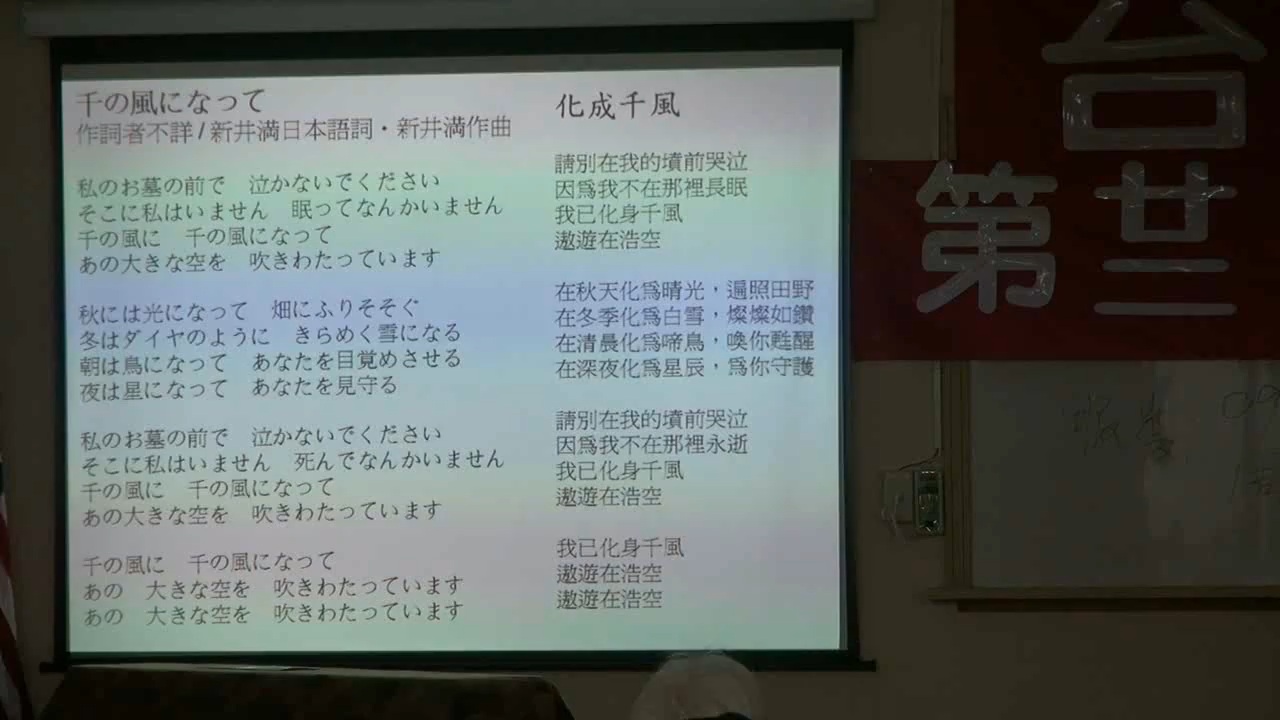 千の風になって
作詞者不詳 / 新井満日本語詞・新井満作曲
私のお墓の前で　泣かないでください
そこに私はいません　眠ってなんかいません
千の風に　千の風になって
あの大きな空を　吹きわたっています
秋には光になって　畑にふりそそぐ
冬はダイヤのように　きらめく雪になる
朝は鳥になって　あなたを目覚めさせる
夜は星になって　あなたを見守る
私のお墓の前で　泣かないでください
そこに私はいません　死んでなんかいません
千の風に　千の風になって
あの大きな空を　吹きわたっています
千の風に　千の風になって
あの　大きな空を　吹きわたっています
あの　大きな空を　吹きわたっています
化成千風
請別在我的墳前哭泣
因爲我不在那裡長眠
我已化身千風
遨遊在浩空
在秋天化爲晴光，遍照田野
在冬季化爲白雪，燦燦如鑽
在清晨化爲啼鳥，喚你甦醒
在深夜化爲星辰，爲你守護
請別在我的墳前哭泣
因爲我不在那裡永逝
我已化身千風
遨遊在浩空
我已化身千風
遨遊在浩空
遨遊在浩空
台
第廿二